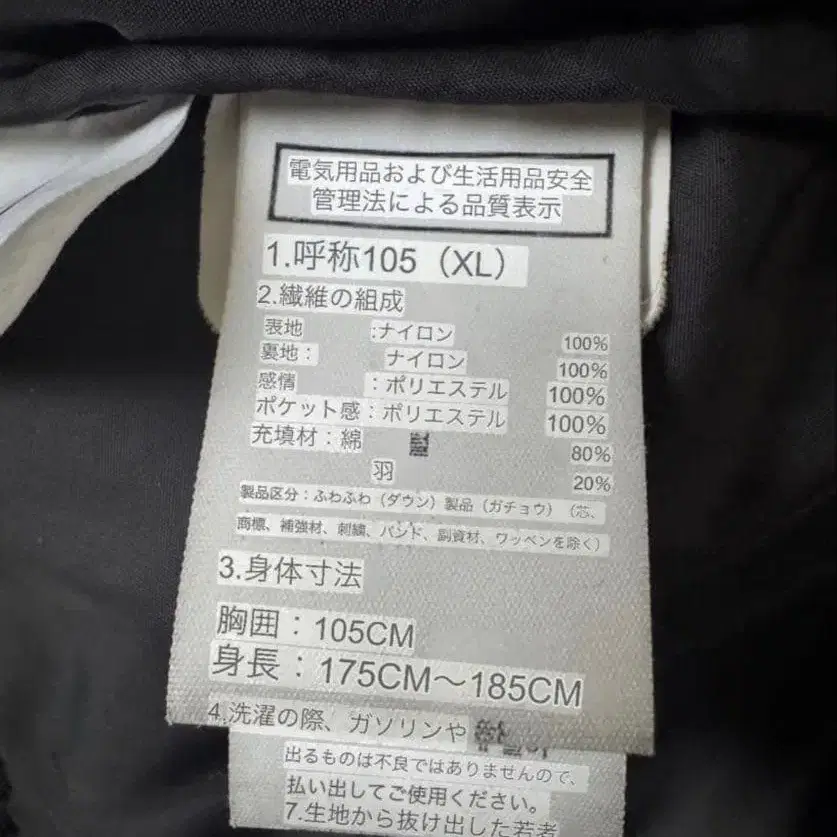 電気用品および生活用品安全
管理法による品質表示
1.呼称105（XL）
2.繊維の組成
表地 :ナイロン 100%
裏地： ナイロン 100%
感情 ：ポリエステル 100%
ポケット感：ポリエステル 100%
充填材：綿 80%
羽 20%
製品区分：ふわふわ（ダウン）製品（ガチョウ）（芯、
商標、補強材、刺繍、バンド、副資材、ワッペンを除く）
3.身体寸法
胸囲：105CM
身長：175CM～185CM
4.洗濯の際、ガソリンや
出るものは不良ではありませんので、
払い出してご使用ください。
7.生地から抜け出した若者